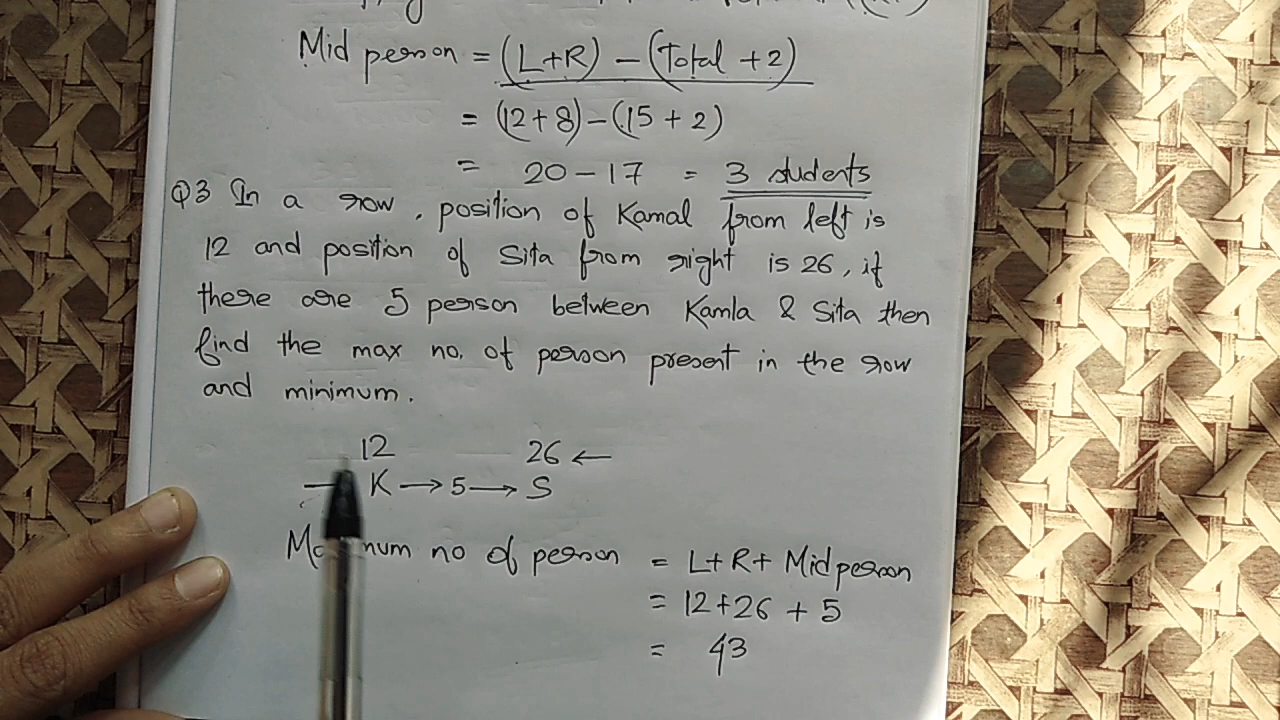 Mid person = (L+R) - (Total +2)
= (12+8)-(15+2)
= 20-17 = 3 students
Q3 In a row, position of Kamal from left is
12 and position of Sita from right is 26, if
there are 5 person between Kamla & Sita then
find the max no. of person present in the row
and minimum.
12 26 ←
→ K → 5 → S
num no of person = L+R+ Mid person
= 12+26 + 5
= 43